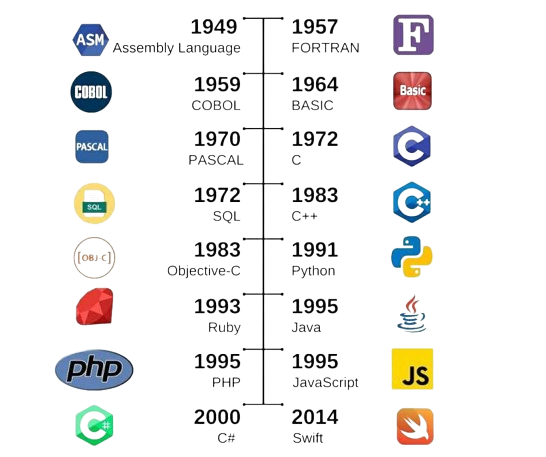 ASM
1949
Assembly Language
1957
FORTRAN
F
COBOL
1959
COBOL
1964
BASIC
Basic
PASCAL
1970
PASCAL
1972
C
C
SQL
1972
SQL
1983
C++
C++
[OBJ-C]
1983
Objective-C
1991
Python
1993
Ruby
1995
Java
php
1995
PHP
1995
JavaScript
JS
C#
2000
C#
2014
Swift